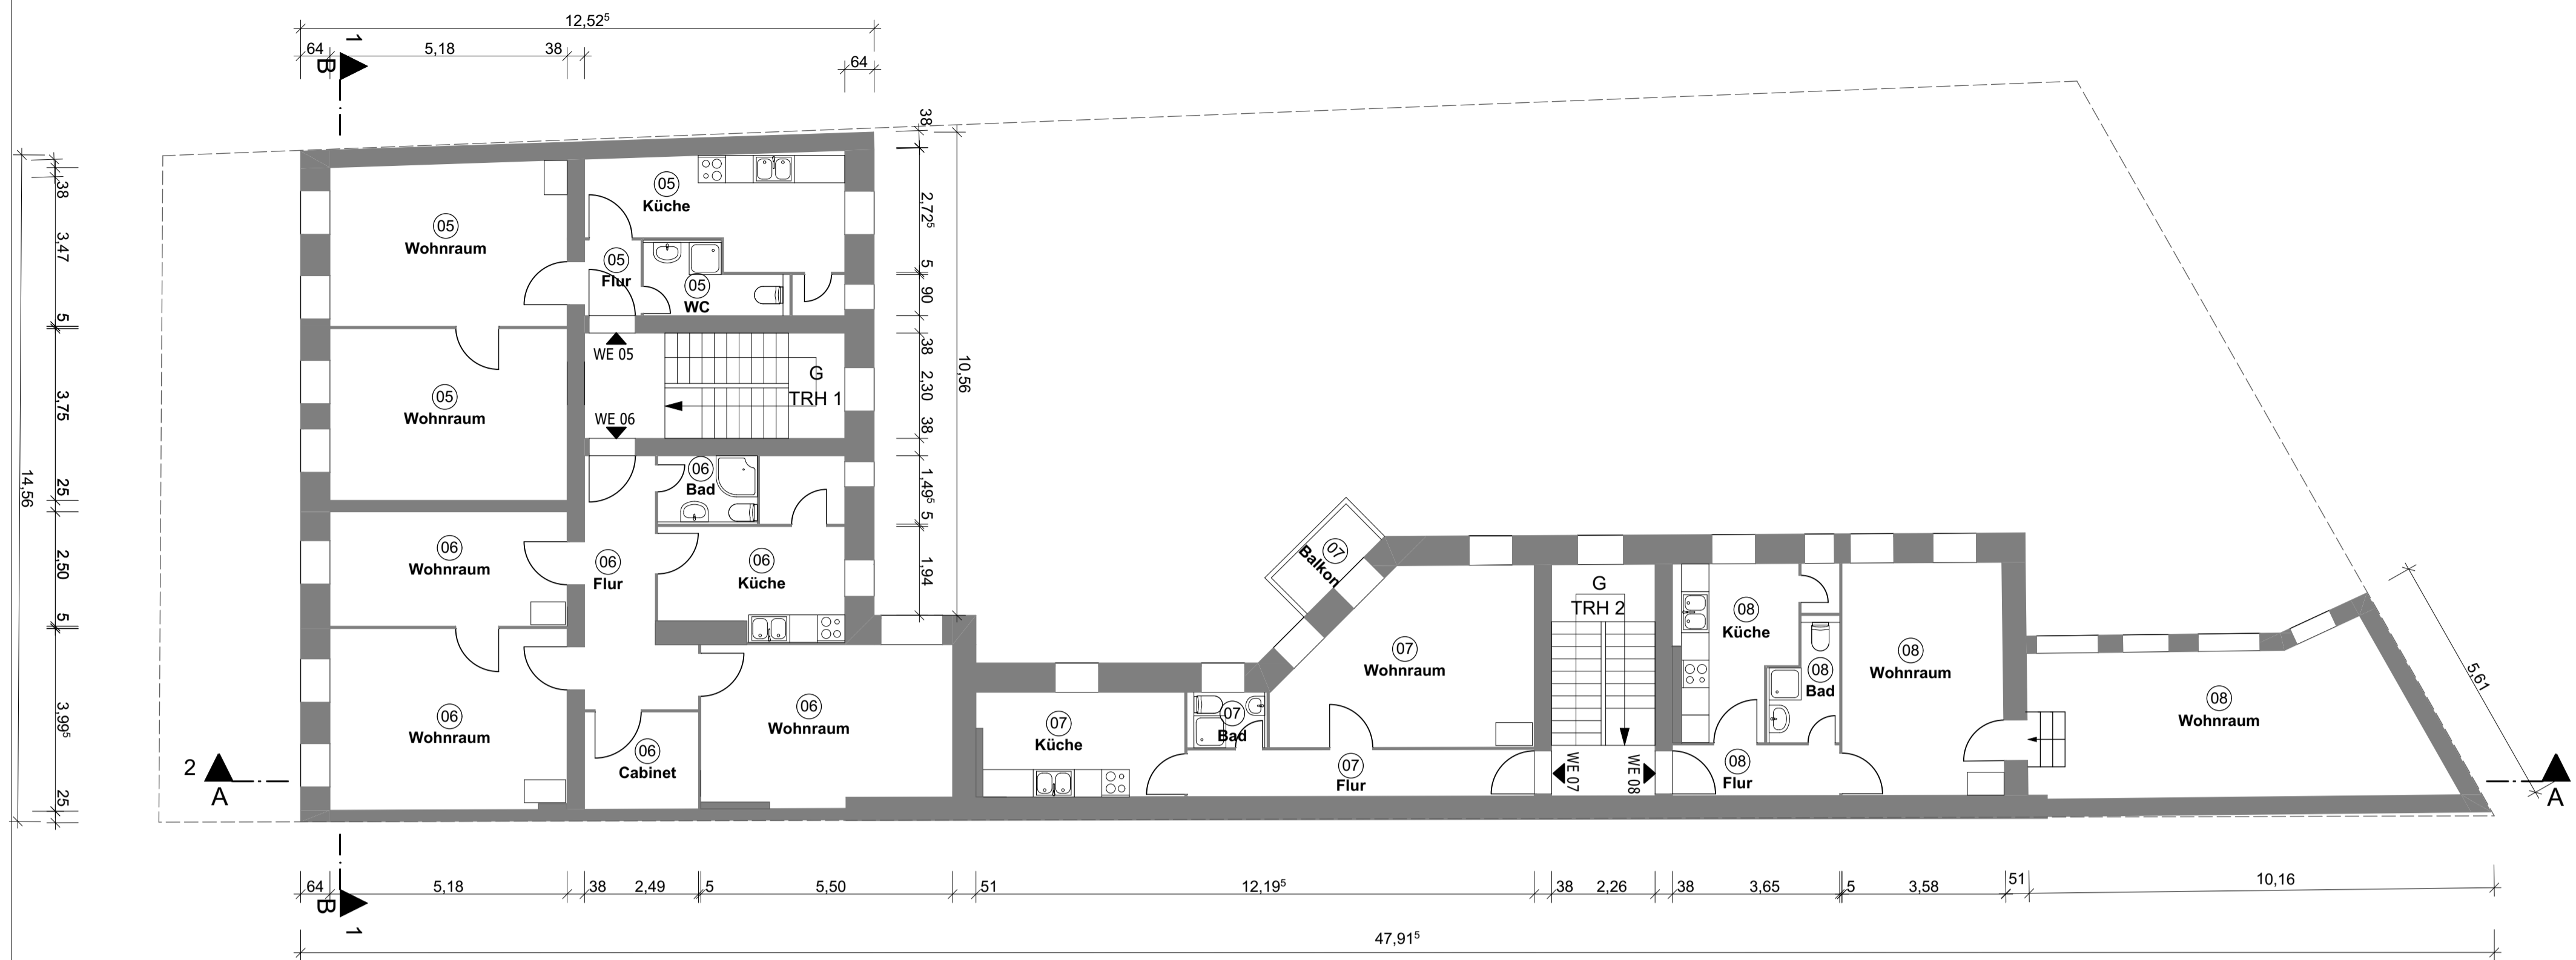 12,52⁵
64
5,18
38
64
1
B
38
2,72⁵
5
90
38
2,30
38
10,56
1,49⁵
5
1,94
38
3,47
5
3,75
25
2,50
5
3,99⁵
25
14,56
05
Wohnraum
05
Küche
05
Flur
05
WC
05
Wohnraum
WE 05
WE 06
G
TRH 1
06
Bad
06
Wohnraum
06
Flur
06
Küche
06
Wohnraum
06
Cabinet
06
Wohnraum
07
Balkon
07
Küche
07
Bad
07
Wohnraum
07
Flur
G
TRH 2
WE 07
WE 08
08
Küche
08
Bad
08
Flur
08
Wohnraum
08
Wohnraum
5,61
2
A
A
B
1
64
5,18
38
2,49
5
5,50
51
12,19⁵
38
2,26
38
3,65
5
3,58
51
10,16
47,91⁵